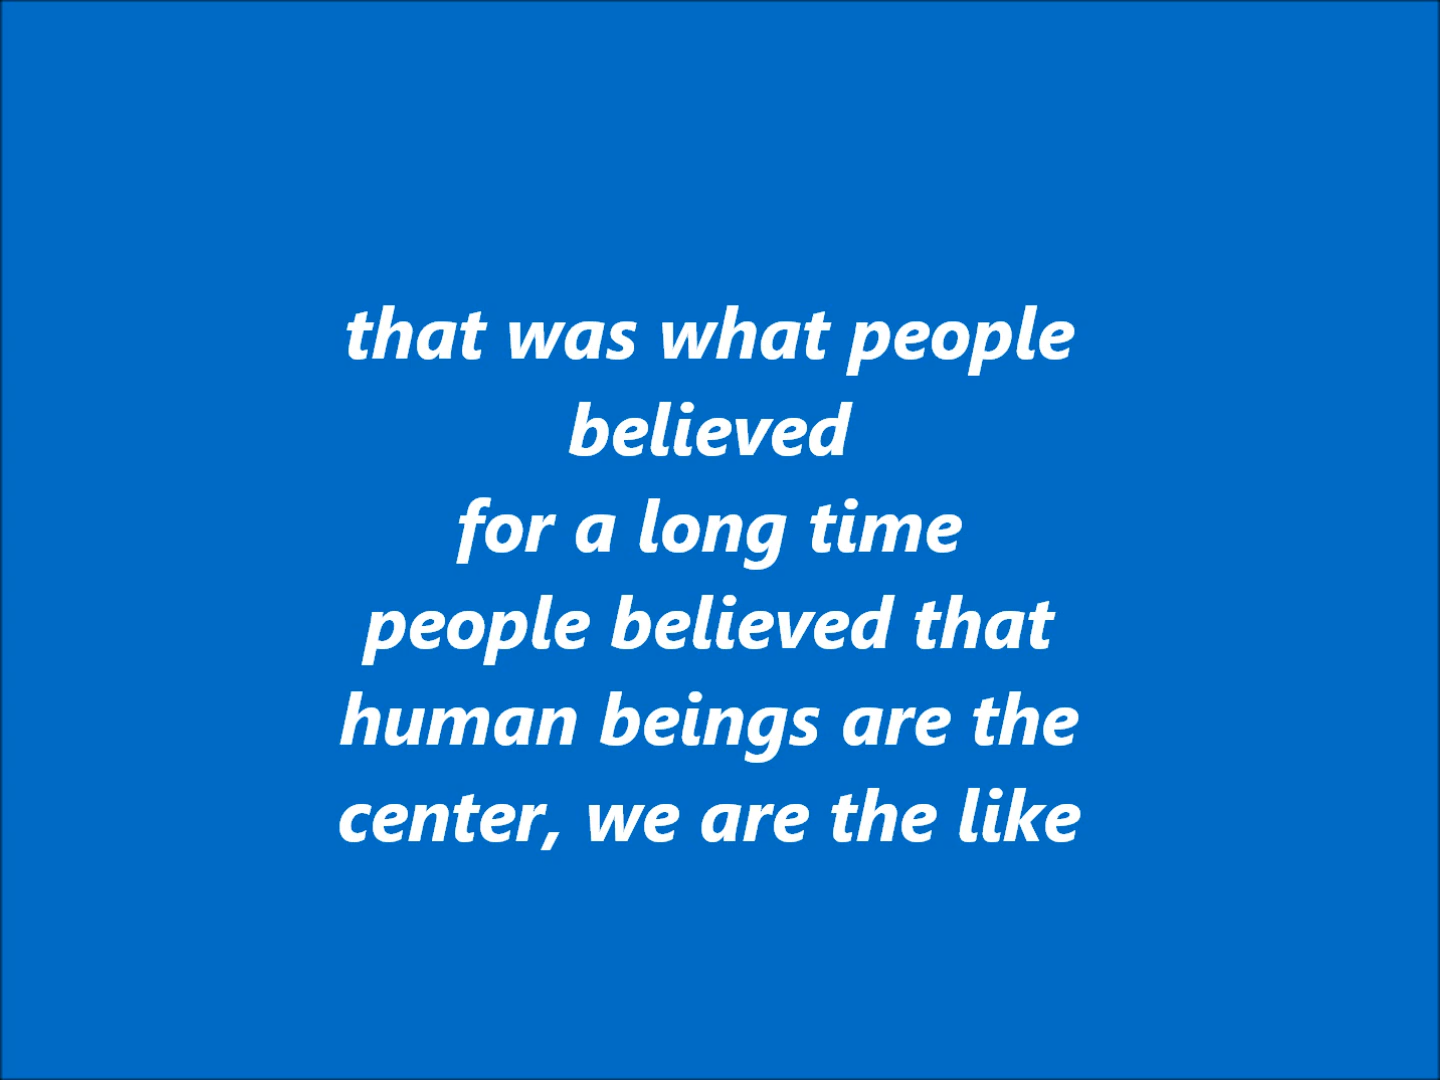 that was what people
believed
for a long time
people believed that
human beings are the
center, we are the like